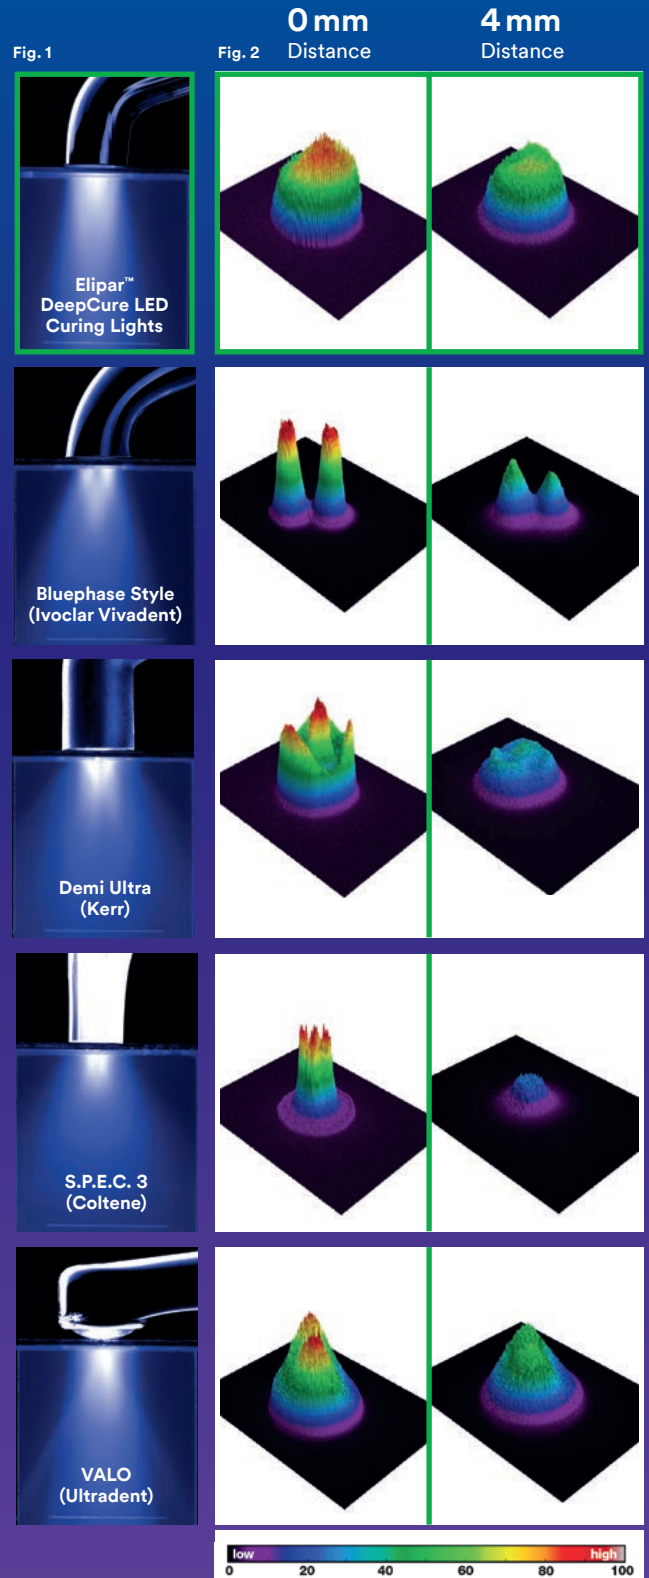 0 mm
4 mm
Fig. 1
Fig. 2
Distance
Distance
Elipar™
DeepCure LED
Curing Lights
Bluephase Style
(Ivoclar Vivadent)
Demi Ultra
(Kerr)
S.P.E.C. 3
(Coltene)
VALO
(Ultradent)
low
high
0
20
40
60
80
100